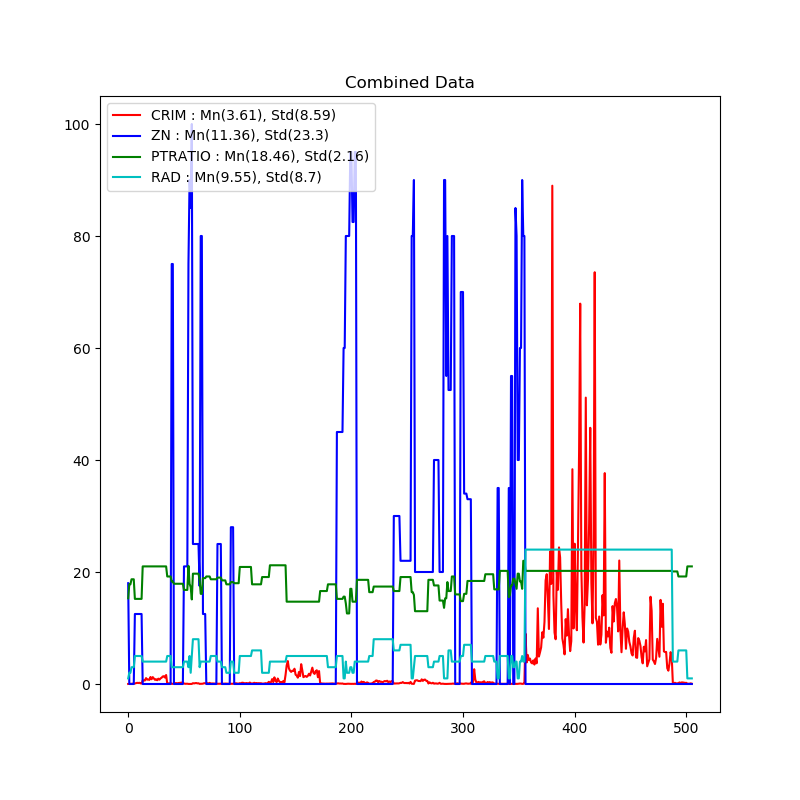 Combined Data
CRIM : Mn(3.61), Std(8.59)
ZN : Mn(11.36), Std(23.3)
PTRATIO : Mn(18.46), Std(2.16)
RAD : Mn(9.55), Std(8.7)
100
80
60
40
20
0
0 100 200 300 400 500